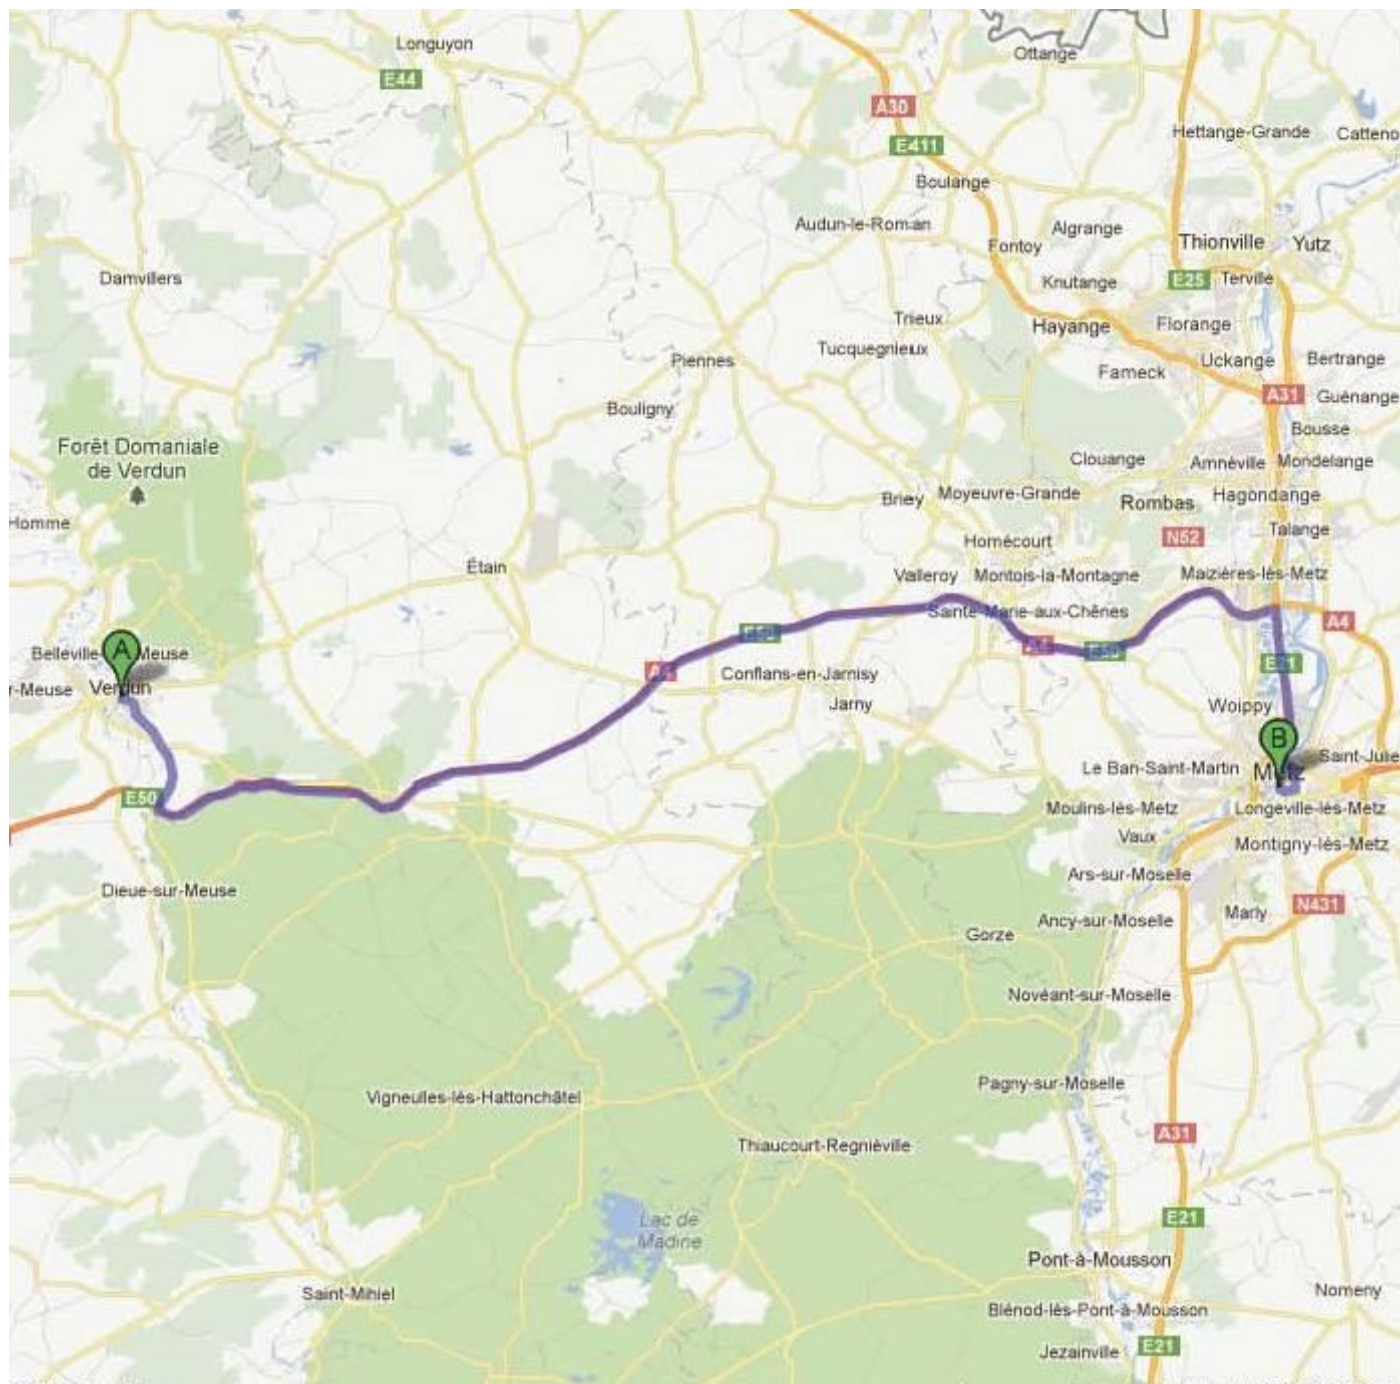 Longuyon
E44
Ottange
A30
E411
Hettange-Grande
Catteno
Boulange
Audun-le-Roman
Algrange
Fontoy
Thionville
Yutz
Damvillers
Knutange
E25
Terville
Trieux
Hayange
Florange
Tucquegnieux
Piennes
Uckange
Bertrange
Fameck
A31
Guénange
Bouligny
Bousse
Forêt Domaniale
de Verdun
Clouange
Amnéville
Mondelange
Briey
Moyeuvre-Grande
Rombas
Hagondange
Homme
Talange
N52
Homécourt
Étain
Valleroy
Montois-la-Montagne
Maizières-lès-Metz
Sainte-Marie-aux-Chênes
A4
E50
A
A4
E50
Belleville
Meuse
E21
A4
Conflans-en-Jarnisy
r-Meuse
Verdun
Jarny
Woippy
B
Saint-Julie
Le Ban-Saint-Martin
Metz
E50
Moulins-lès-Metz
Longeville-lès-Metz
Vaux
Montigny-lès-Metz
Ars-sur-Moselle
Dieue-sur-Meuse
Marly
N431
Ancy-sur-Moselle
Gorze
Novéant-sur-Moselle
Pagny-sur-Moselle
Vigneulles-lès-Hattonchâtel
A31
Thiaucourt-Regniéville
Lac de
Madine
E21
Pont-à-Mousson
Saint-Mihiel
Nomeny
Blénod-lès-Pont-à-Mousson
Jezainville
E21